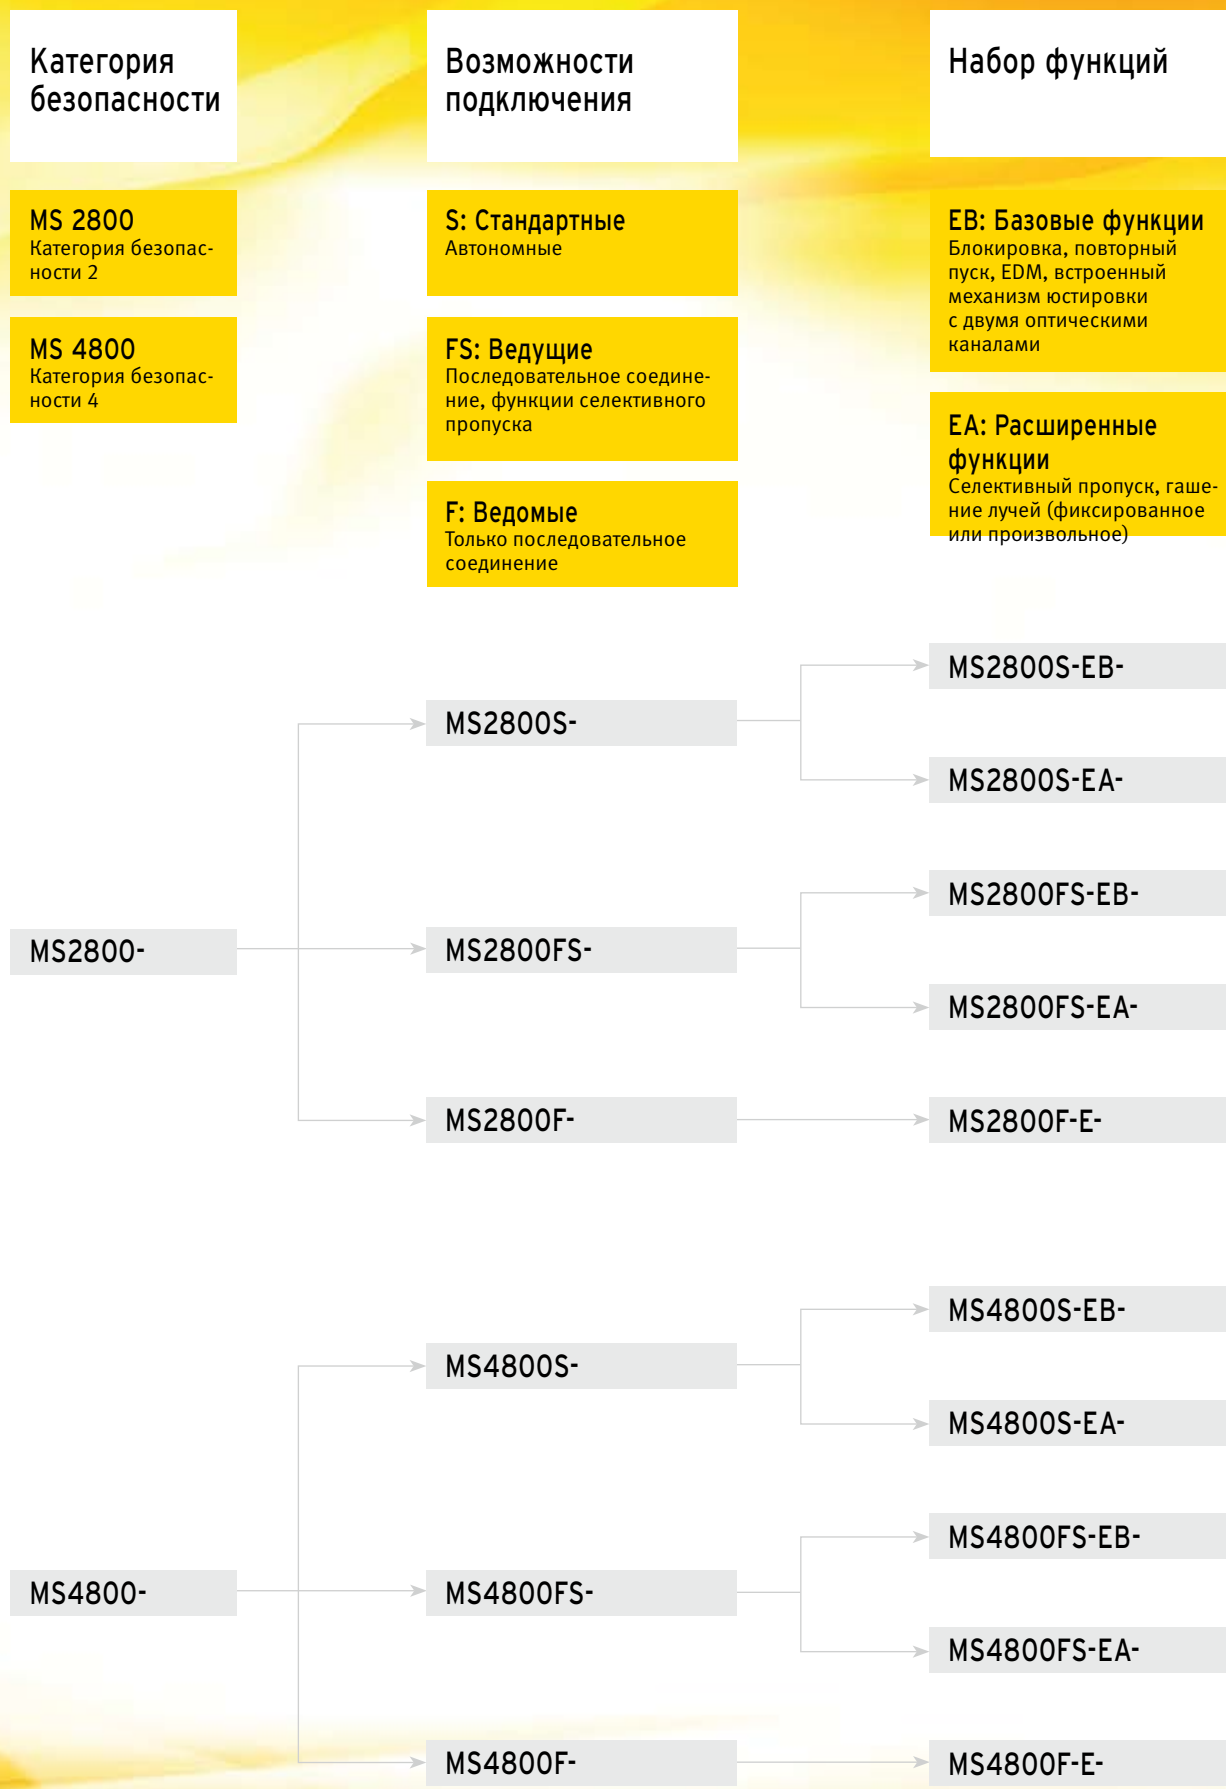 Категория
безопасности
Возможности
подключения
Набор функций
MS 2800
Категория безопас-
ности 2
MS 4800
Категория безопас-
ности 4
S: Стандартные
Автономные
FS: Ведущие
Последовательное соедине-
ние, функции селективного
пропуска
F: Ведомые
Только последовательное
соединение
EB: Базовые функции
Блокировка, повторный
пуск, EDM, встроенный
механизм юстировки
с двумя оптическими
каналами
EA: Расширенные
функции
Селективный пропуск, гаше-
ние лучей (фиксированное
или произвольное)
MS2800-
MS2800S-
MS2800FS-
MS2800F-
MS2800S-EB-
MS2800S-EA-
MS2800FS-EB-
MS2800FS-EA-
MS2800F-E-
MS4800-
MS4800S-
MS4800FS-
MS4800F-
MS4800S-EB-
MS4800S-EA-
MS4800FS-EB-
MS4800FS-EA-
MS4800F-E-